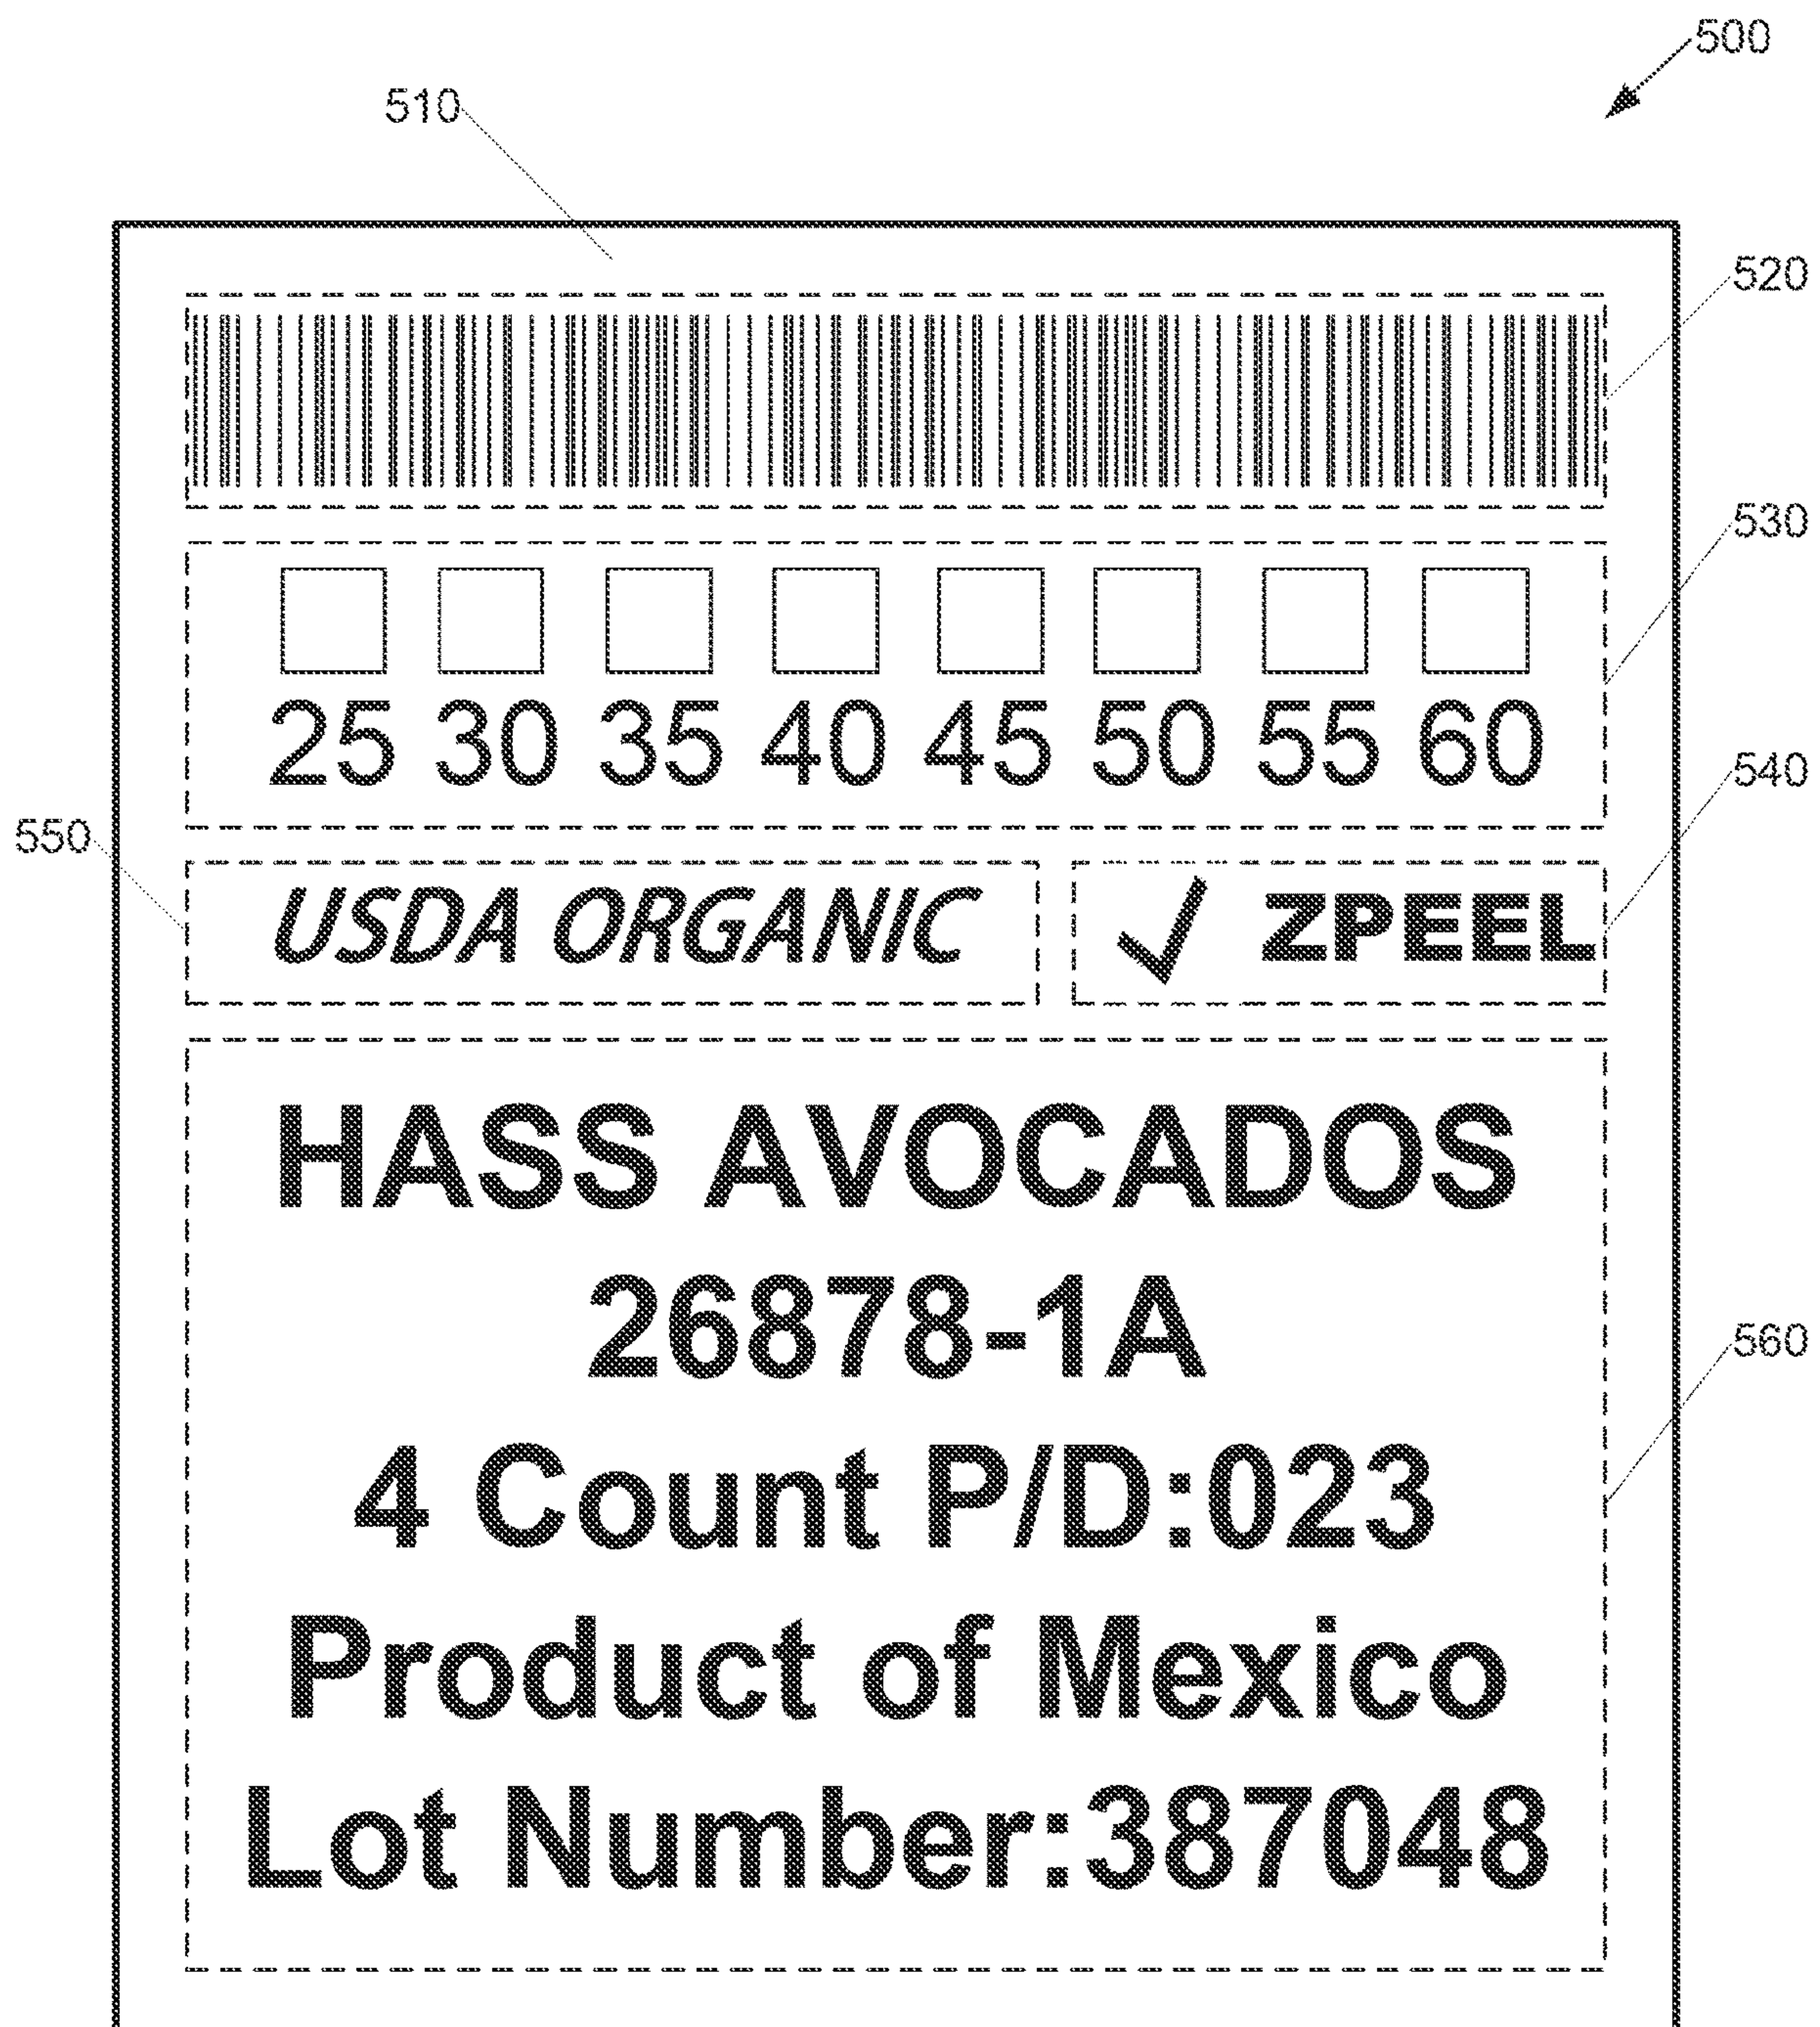 500
510
520
530
25 30 35 40 45 50 55 60
540
550
USDA ORGANIC ZPEEL
HASS AVOCADOS
26878-1A
560
4 Count P/D:023
Product of Mexico
Lot Number:387048